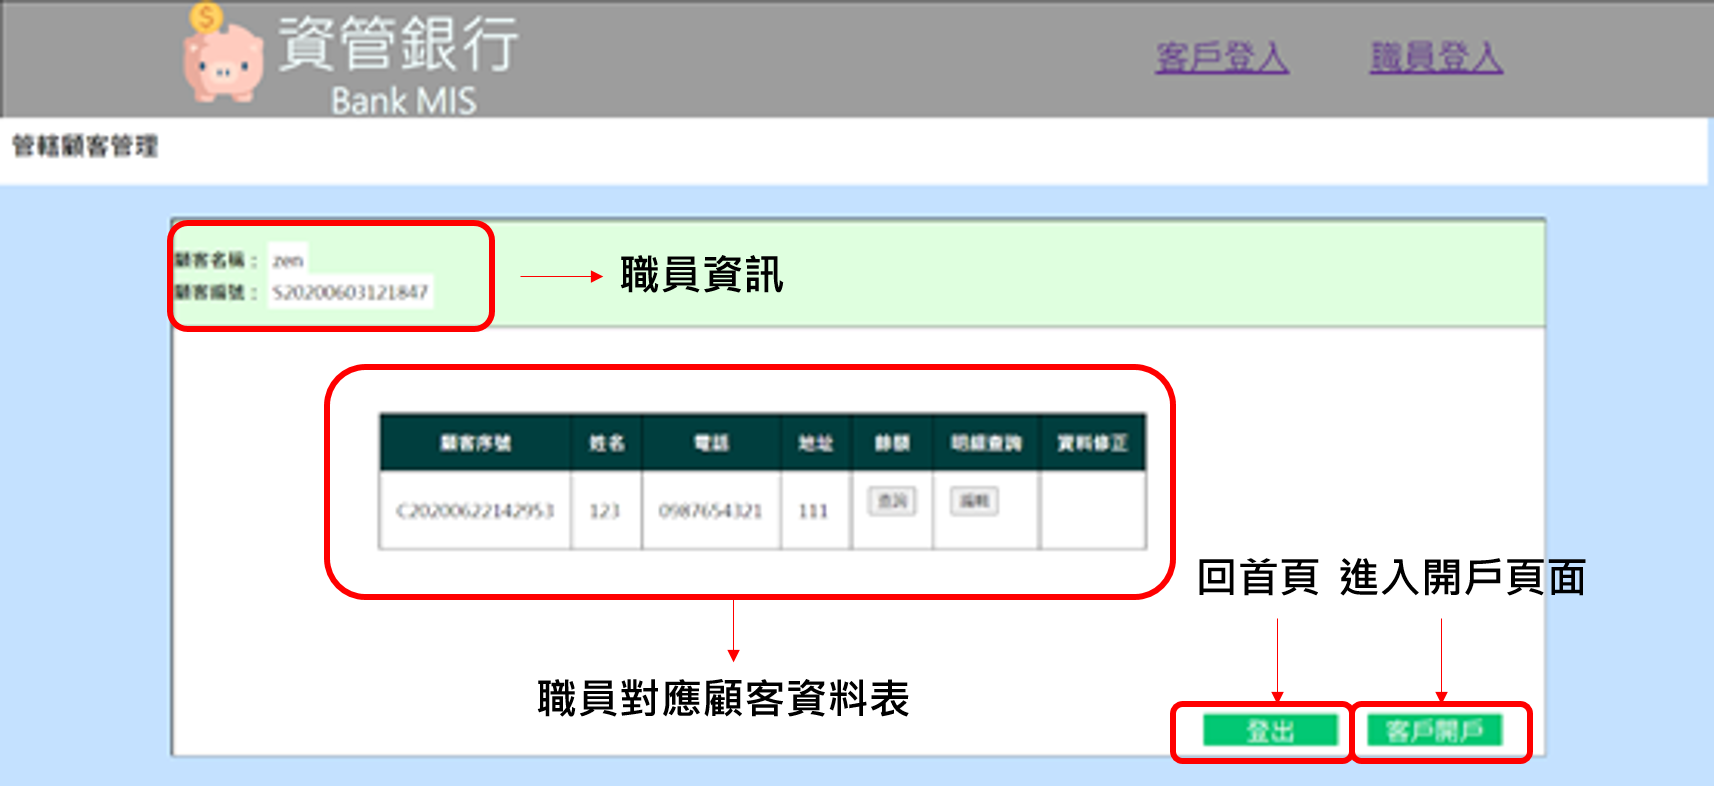 資管銀行
Bank MIS
客戶登入 職員登入
管轄顧客管理
顧客名稱： zen
顧客編號： S20200603121847
職員資訊
顧客序號 姓名 電話 地址 餘額 明細查詢 資料修正
C20200622142953 123 0987654321 111 查詢 編輯
回首頁 進入開戶頁面
職員對應顧客資料表
登出 客戶開戶